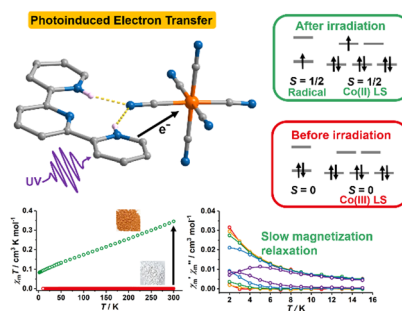 Photoinduced Electron Transfer
UV
e⁻
After irradiation
S = 1/2
Radical
S = 1/2
Co(II) LS
Before irradiation
S = 0
S = 0
Co(III) LS
χₘT / cm³ K mol⁻¹
0.4
0.3
0.2
0.1
0.0
0 50 100 150 200 250 300
T / K
χₘ' χₘ'' / cm³ mol⁻¹
0.04
0.03
0.02
0.01
0.00
0 2 4 6 8 10 12 14 16
T / K
Slow magnetization
relaxation